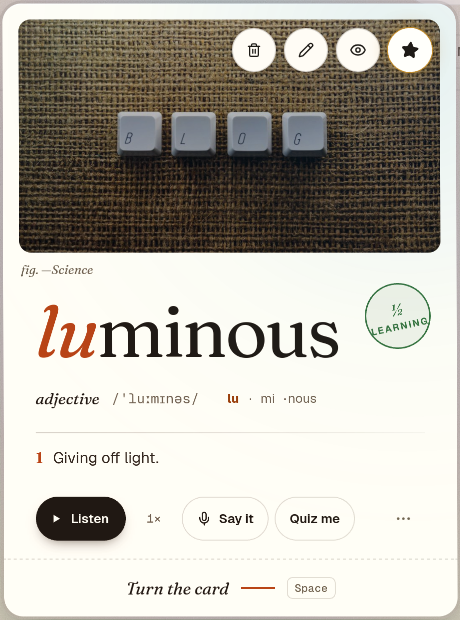 B L O G
fig. —Science
½
LEARNING
luminous
adjective /ˈluːmɪnəs/ lu · mi ·nous
1 Giving off light.
Listen 1× Say it Quiz me ...
Turn the card Space